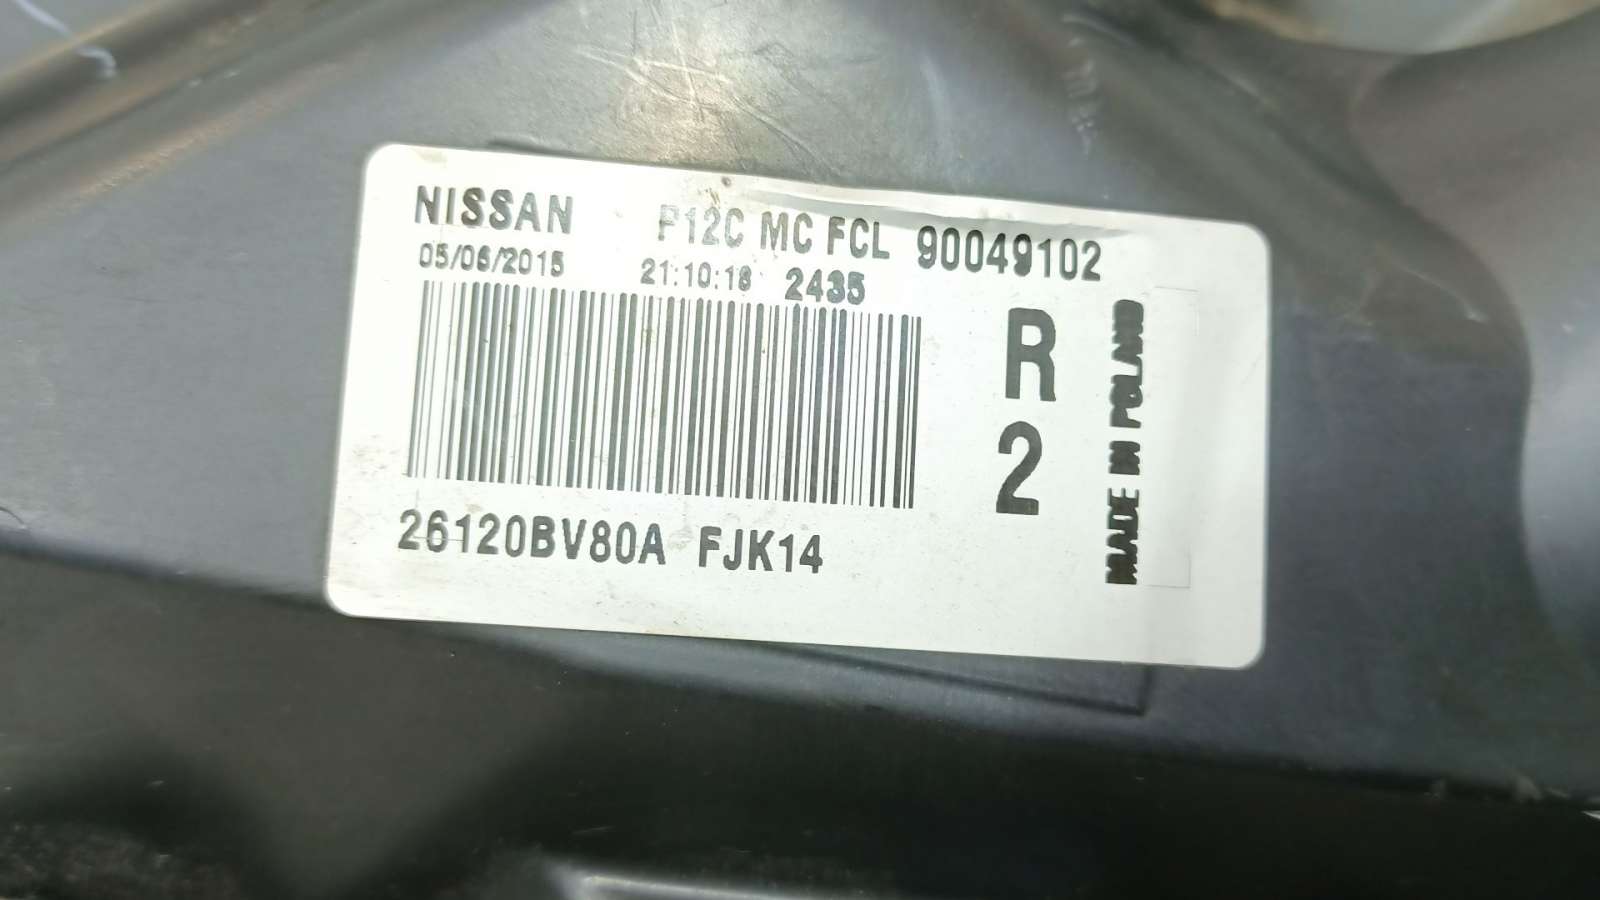 NISSAN P12C MC FCL 90049102
05/06/2015 21:10:18 2435
R
2
MADE IN POLAND
26120BV80A FJK14